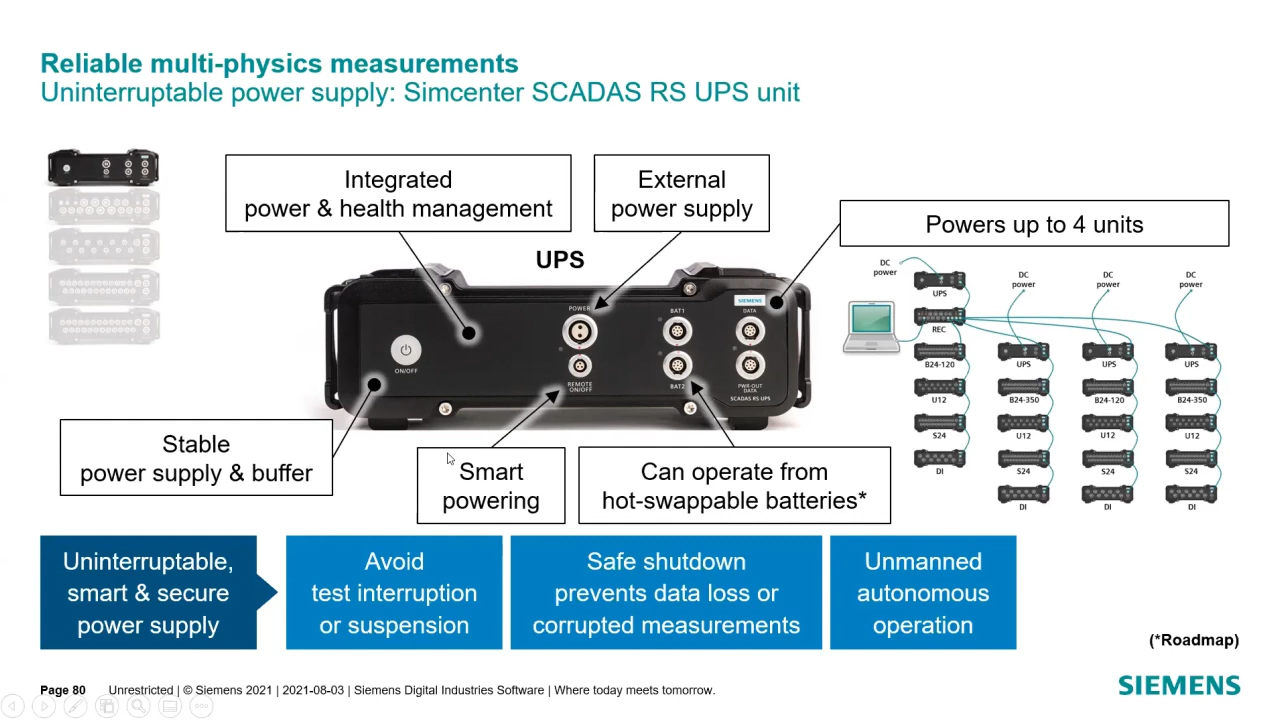 Reliable multi-physics measurements
Uninterruptable power supply: Simcenter SCADAS RS UPS unit
Integrated
power & health management
External
power supply
Powers up to 4 units
UPS
POWER
REMOTE
ON/OFF
BAT1
BAT2
SIEMENS
DATA
PWR-OUT
DATA
SCADAS RS UPS
ON/OFF
Stable
power supply & buffer
Smart
powering
Can operate from
hot-swappable batteries*
DC
power
UPS
REC
B24-120
U12
S24
DI
DC
power
UPS
B24-350
U12
S24
DI
DC
power
UPS
B24-120
U12
S24
DI
DC
power
UPS
B24-350
U12
S24
DI
Uninterruptable,
smart & secure
power supply
Avoid
test interruption
or suspension
Safe shutdown
prevents data loss or
corrupted measurements
Unmanned
autonomous
operation
(*Roadmap)
Page 80 Unrestricted | © Siemens 2021 | 2021-08-03 | Siemens Digital Industries Software | Where today meets tomorrow.
SIEMENS